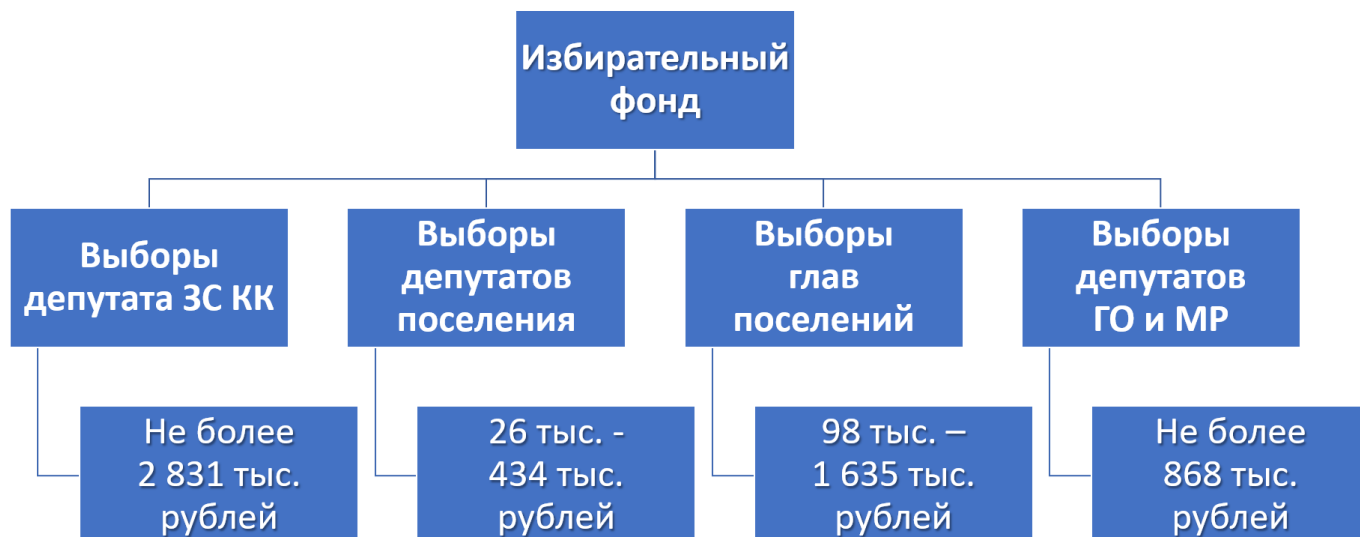 Избирательный
фонд
Выборы
депутата ЗС КК
Не более
2 831 тыс.
рублей
Выборы
депутатов
поселения
26 тыс. -
434 тыс.
рублей
Выборы
глав
поселений
98 тыс. –
1 635 тыс.
рублей
Выборы
депутатов
ГО и МР
Не более
868 тыс.
рублей